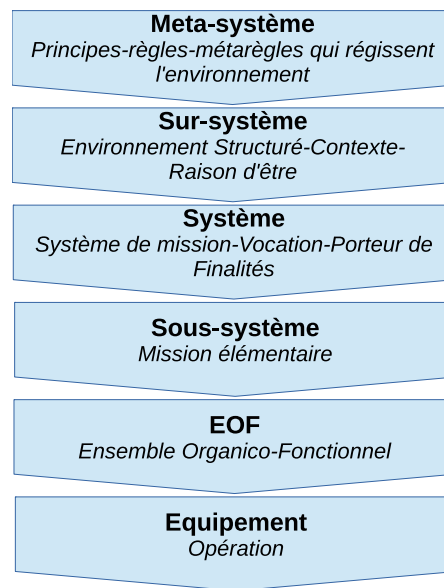 Meta-système
Principes-règles-métarègles qui régissent
l'environnement
Sur-système
Environnement Structuré-Contexte-
Raison d'être
Système
Système de mission-Vocation-Porteur de
Finalités
Sous-système
Mission élémentaire
EOF
Ensemble Organico-Fonctionnel
Equipement
Opération